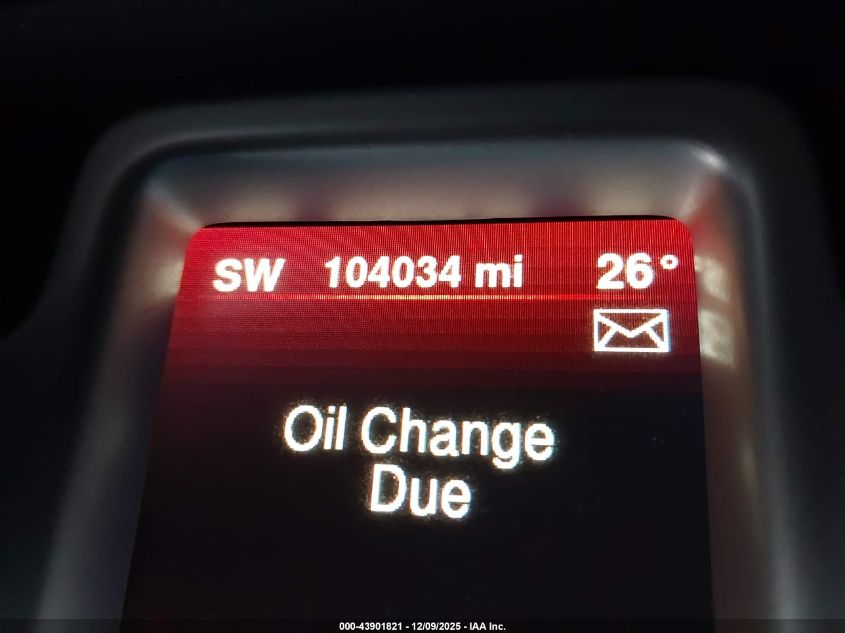 SW 104034 mi 26°
Oil Change
Due
000-43901821 - 12/09/2025 - IAA Inc.